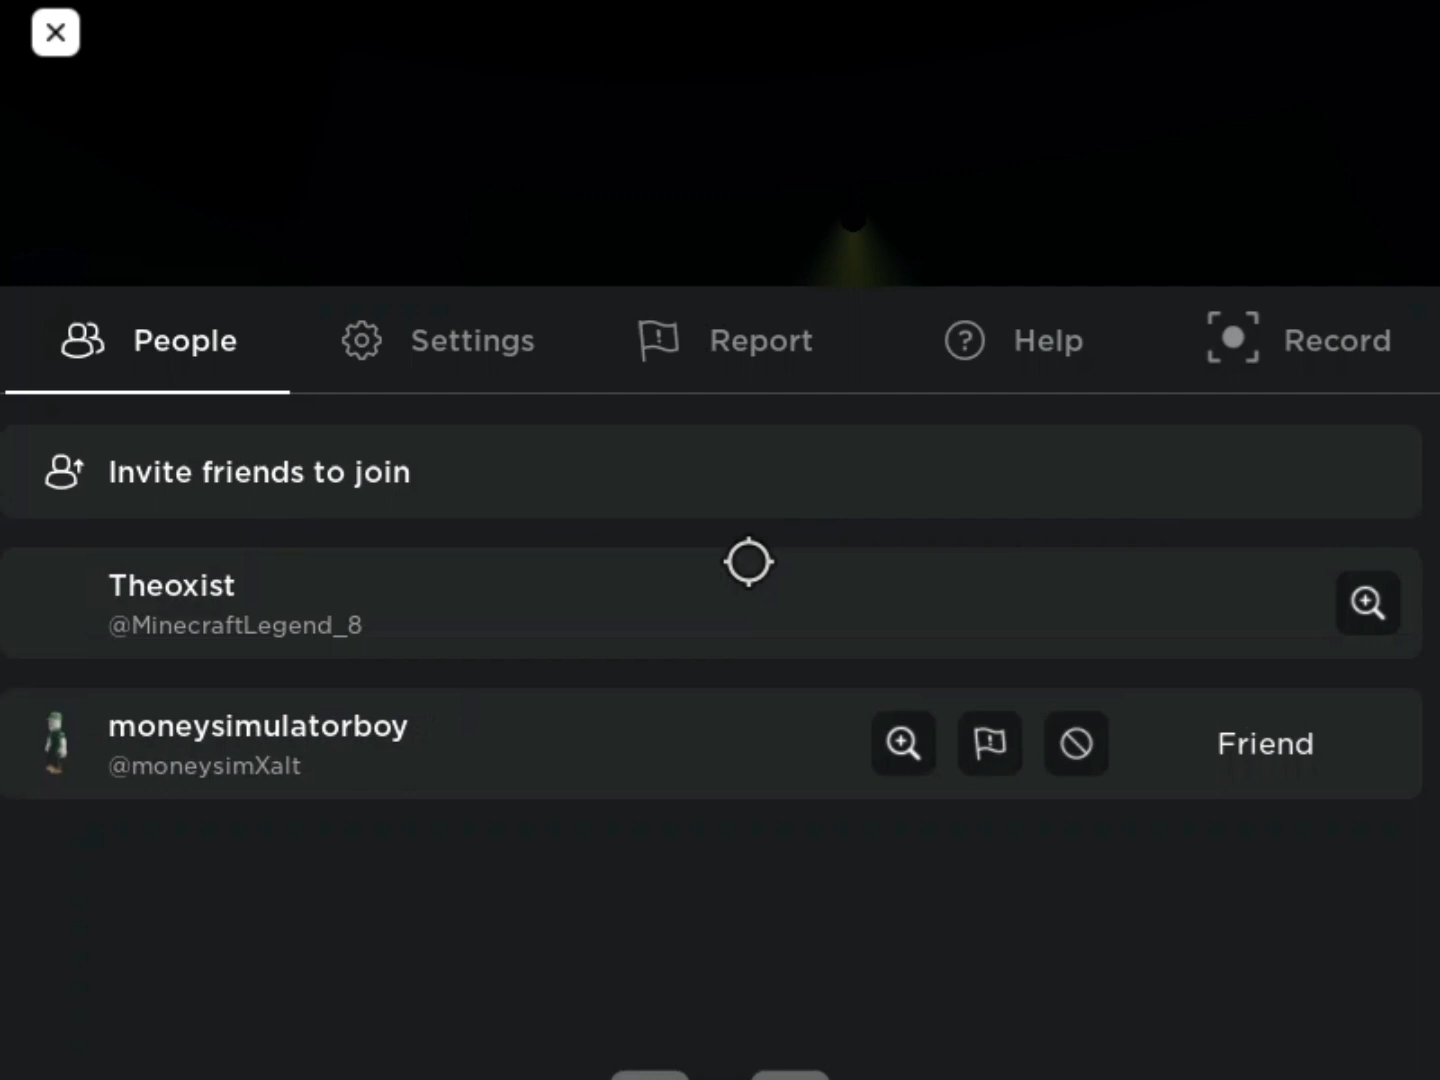 People
Settings
Report
Help
Record
Invite friends to join
Theoxist
@MinecraftLegend_8
moneysimulatorboy
@moneysimXalt
Friend